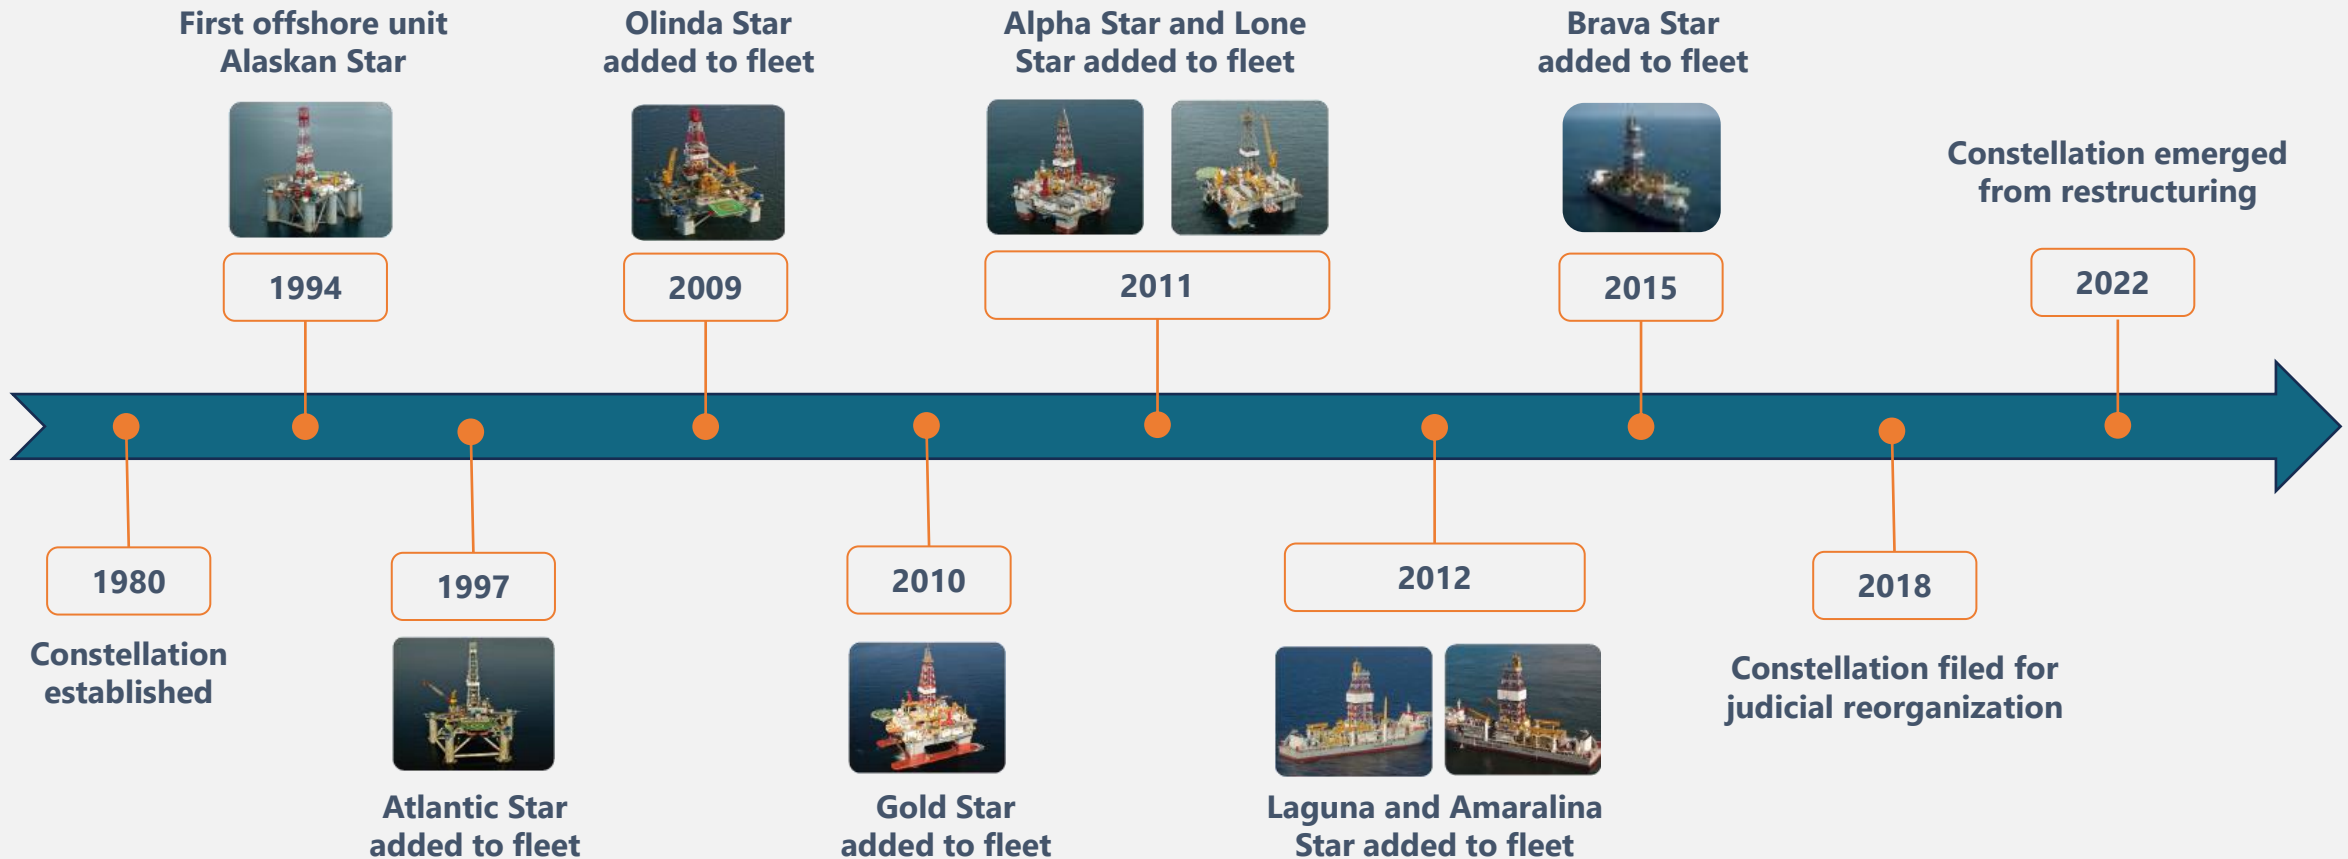 First offshore unit
Alaskan Star
1994
Olinda Star
added to fleet
2009
Alpha Star and Lone
Star added to fleet
2011
Brava Star
added to fleet
2015
Constellation emerged
from restructuring
2022
1980
Constellation
established
1997
Atlantic Star
added to fleet
2010
Gold Star
added to fleet
2012
Laguna and Amaralina
Star added to fleet
2018
Constellation filed for
judicial reorganization